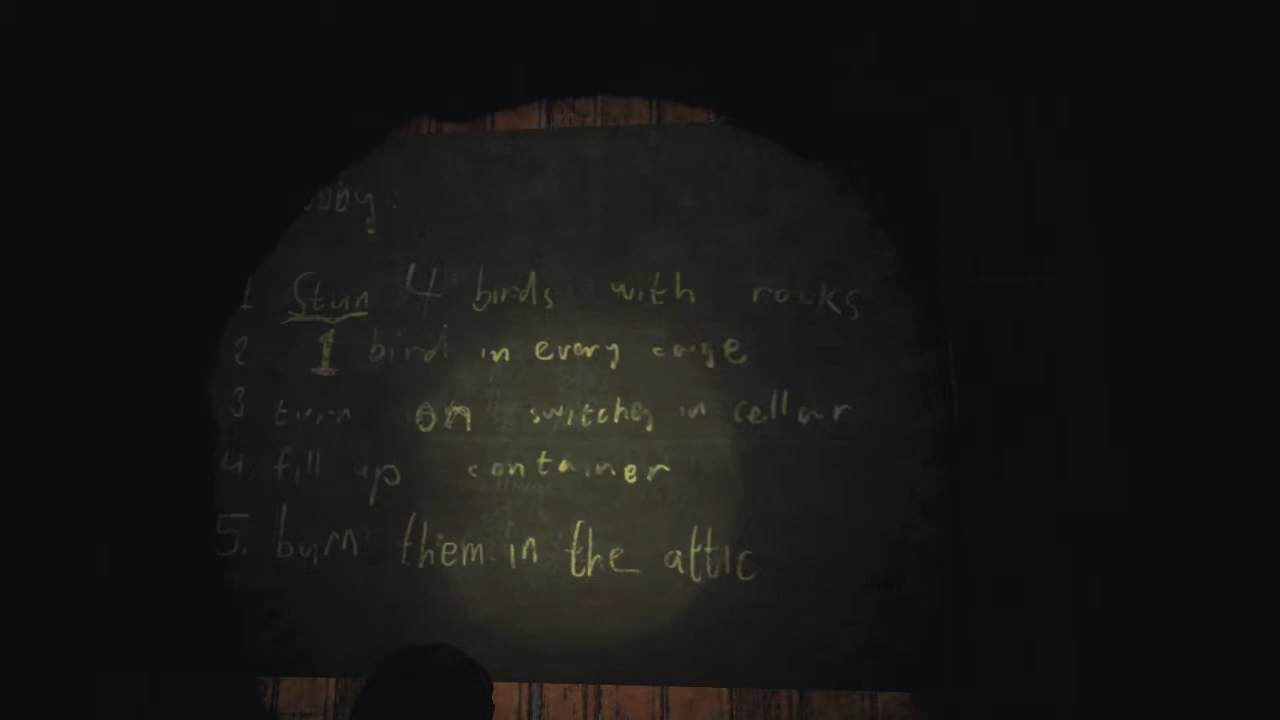 1 Stun 4 birds with rocks
2 1 bird in every cage
3 turn on switches in cellar
4. fill up container
5. burn them in the attic